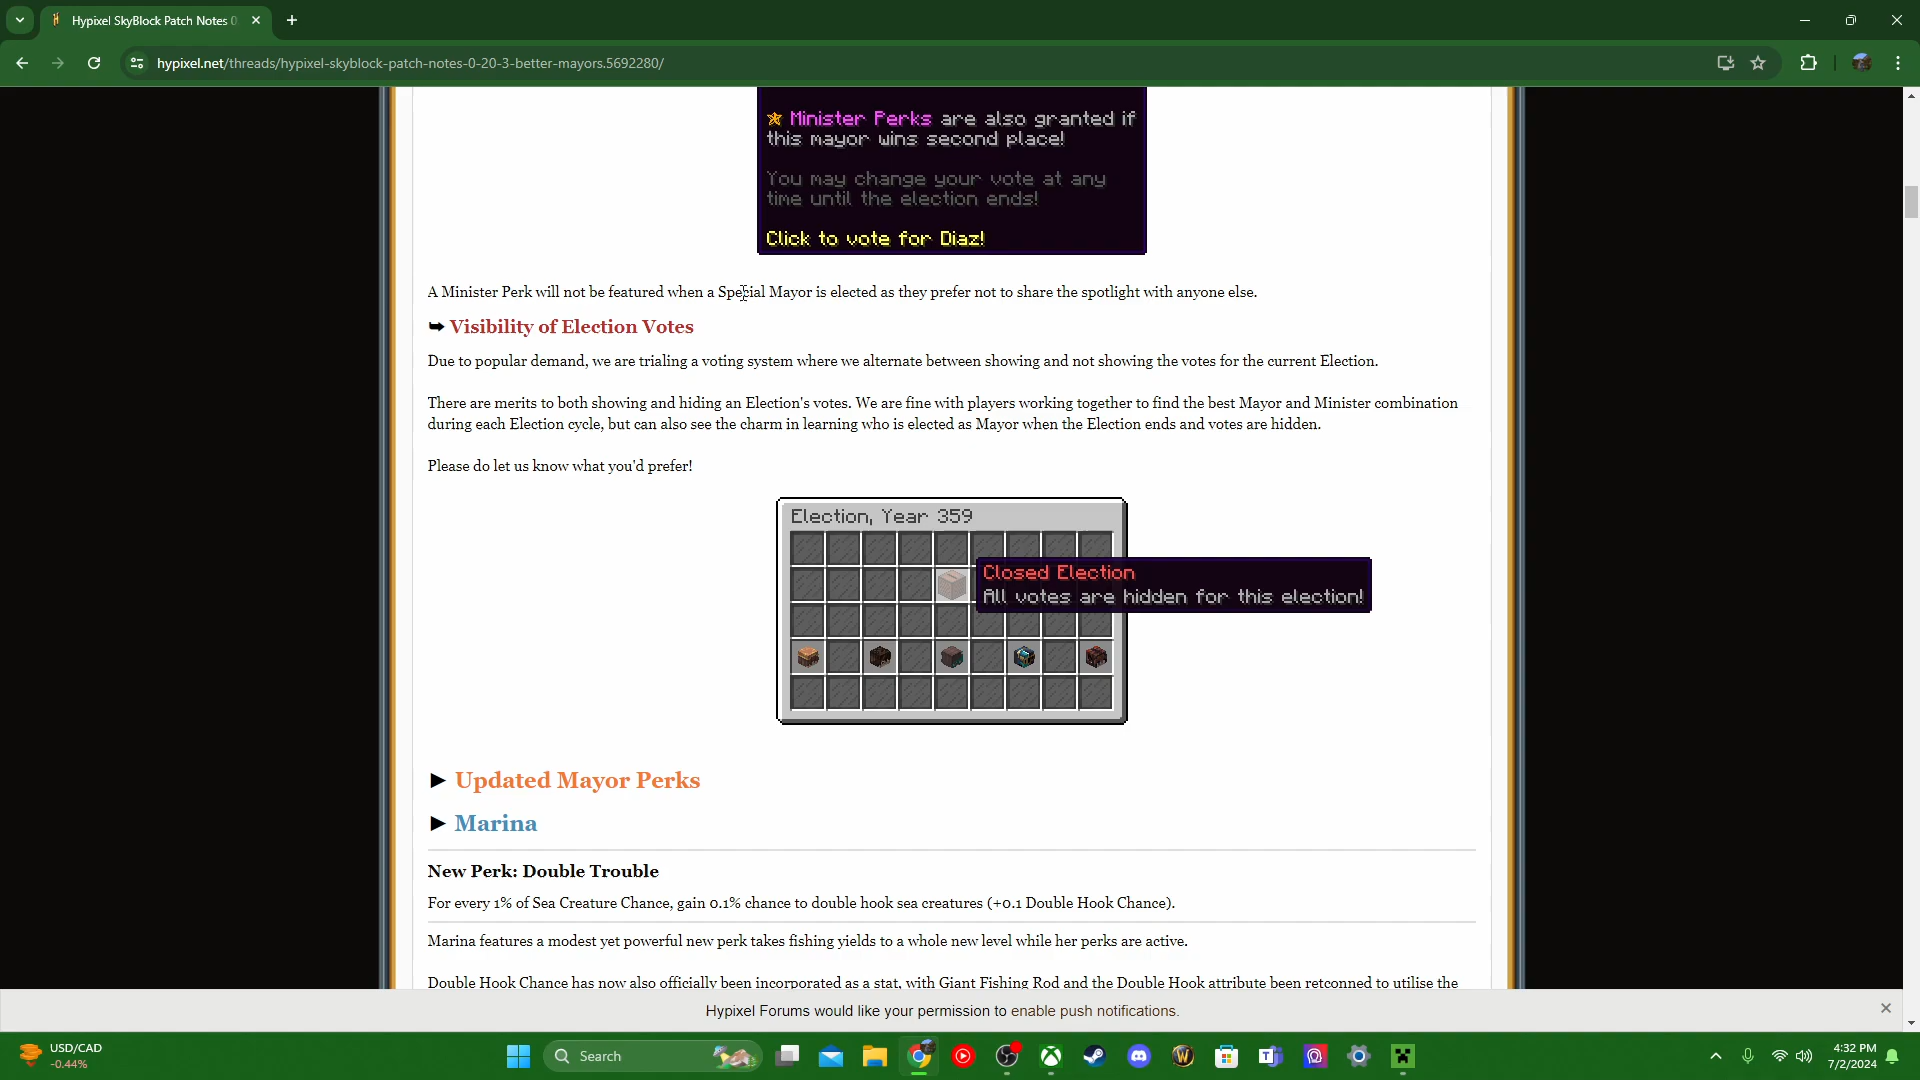 Hypixel SkyBlock Patch Notes 0
hypixel.net/threads/hypixel-skyblock-patch-notes-0-20-3-better-mayors.5692280/
Minister Perks are also granted if
this mayor wins second place!
You may change your vote at any
time until the election ends!
Click to vote for Diaz!
A Minister Perk will not be featured when a Special Mayor is elected as they prefer not to share the spotlight with anyone else.
➥ Visibility of Election Votes
Due to popular demand, we are trialing a voting system where we alternate between showing and not showing the votes for the current Election.
There are merits to both showing and hiding an Election's votes. We are fine with players working together to find the best Mayor and Minister combination
during each Election cycle, but can also see the charm in learning who is elected as Mayor when the Election ends and votes are hidden.
Please do let us know what you'd prefer!
Election, Year 359
Closed Election
All votes are hidden for this election!
► Updated Mayor Perks
► Marina
New Perk: Double Trouble
For every 1% of Sea Creature Chance, gain 0.1% chance to double hook sea creatures (+0.1 Double Hook Chance).
Marina features a modest yet powerful new perk takes fishing yields to a whole new level while her perks are active.
Double Hook Chance has now also officially been incorporated as a stat, with Giant Fishing Rod and the Double Hook attribute been retconned to utilise the
Hypixel Forums would like your permission to enable push notifications.
USD/CAD
-0.44%
Search
4:32 PM
7/2/2024